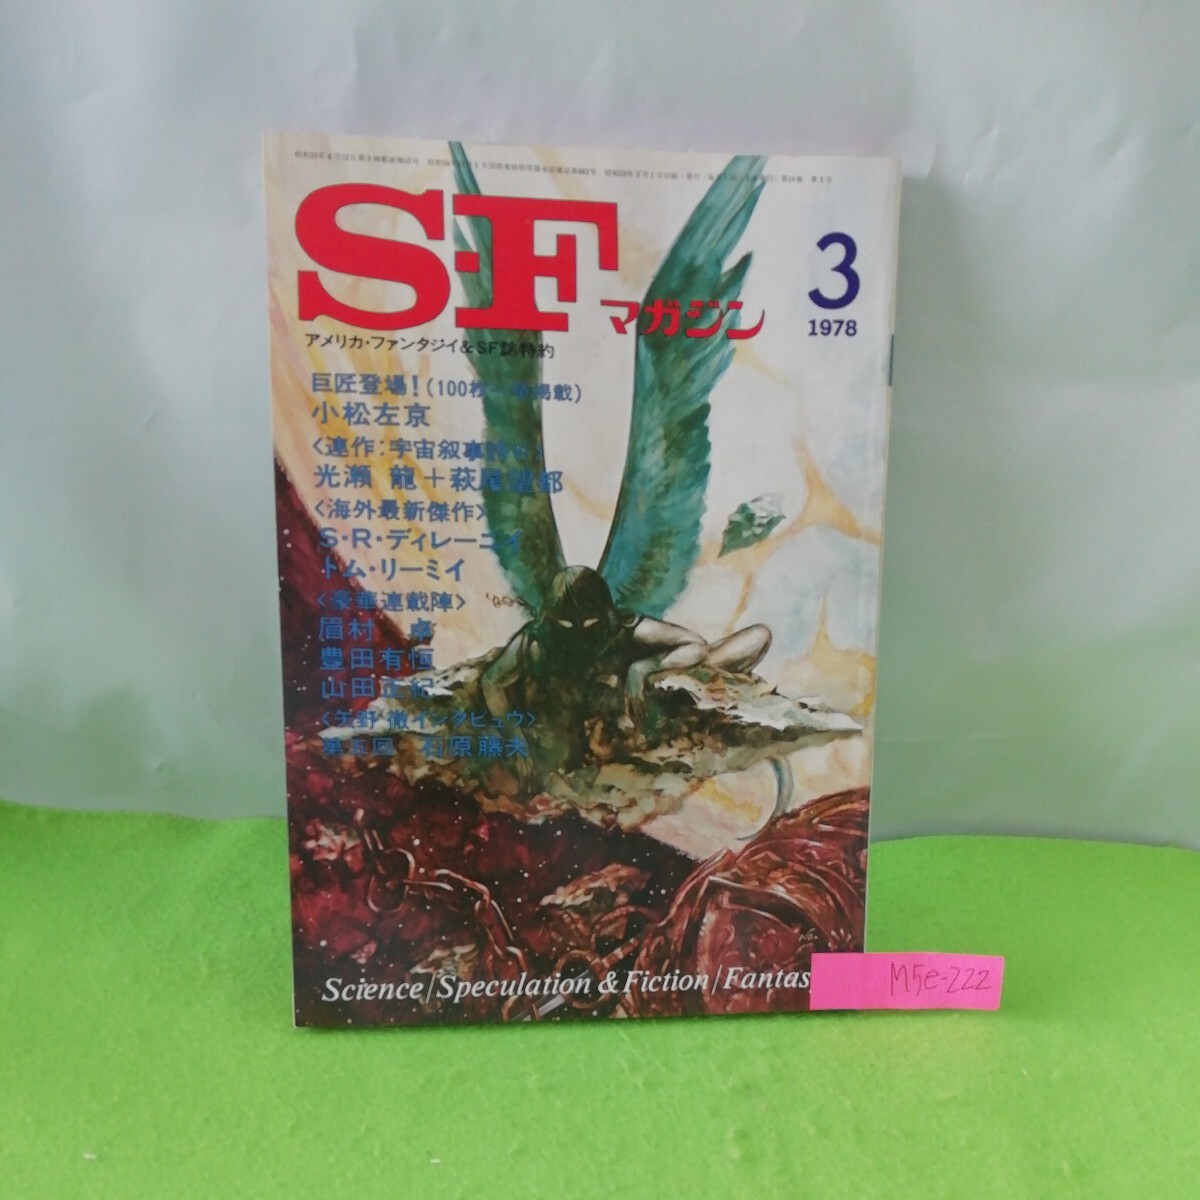 S-F マガジン
3
1978
アメリカ・ファンタジイ&SF誌特約
巨匠登場!(100枚 掲載)
小松左京
<連作:宇宙叙事詩
光瀬 龍+萩尾望都
<海外最新傑作>
S・R・ディレーニイ
トム・リーミイ
<豪華連載陣>
眉村 卓
豊田有恒
山田正紀
<矢野 徹インタビュウ>
第五回 石原藤夫
Science/Speculation & Fiction/Fantas
M5e-222